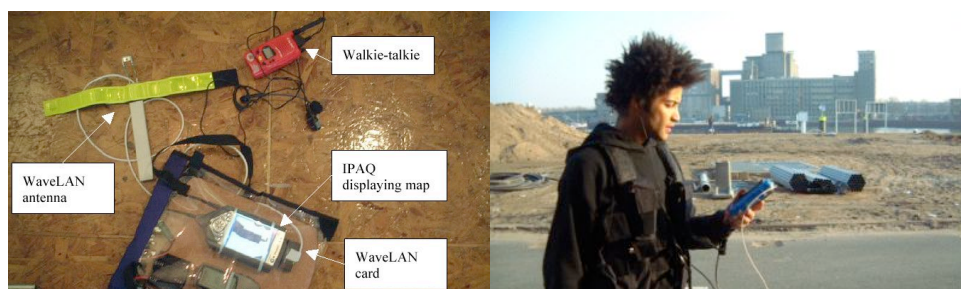 Walkie-talkie
WaveLAN
antenna
IPAQ
displaying map
WaveLAN
card